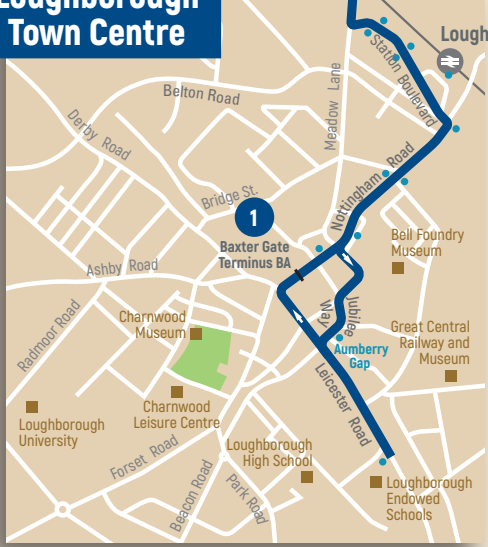 Loughborough
Town Centre
Lough
Station Boulevard
Belton Road
Meadow Lane
Derby Road
Nottingham Road
Bridge St.
1
Baxter Gate
Terminus BA
Bell Foundry
Museum
Ashby Road
Radmoor Road
Jubilee
Way
Charnwood
Museum
Great Central
Railway and
Museum
Aumberry
Gap
Leicester Road
Charnwood
Leisure Centre
Loughborough
University
Forset Road
Loughborough
High School
Beacon Road
Park Road
Loughborough
Endowed
Schools